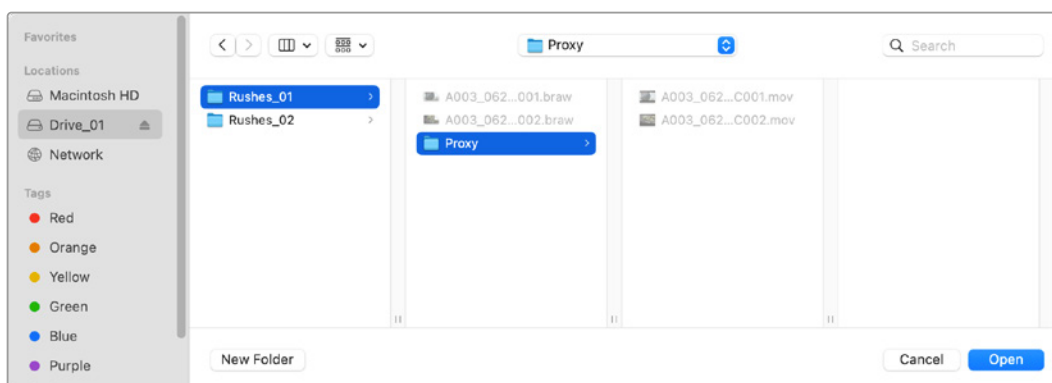 Favorites
Locations
Macintosh HD
Drive_01
Network
Tags
Red
Orange
Yellow
Green
Blue
Purple
Proxy
Search
Rushes_01
Rushes_02
A003_062...001.braw
A003_062...002.braw
Proxy
A003_062...C001.mov
A003_062...C002.mov
New Folder
Cancel
Open